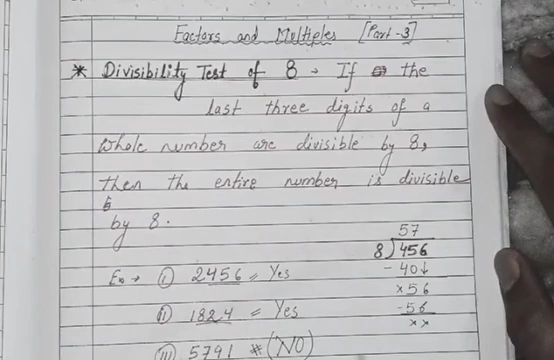 Factors and Multiples [Part-3]
* Divisibility Test of 8 → If the
last three digits of a
whole number are divisible by 8,
then the entire number is divisible
by 8.
57
8)456
- 40↓
×56
-56
××
Ex → (i) 2456 = Yes
(ii) 1824 = Yes
(iii) 5791 * (NO)